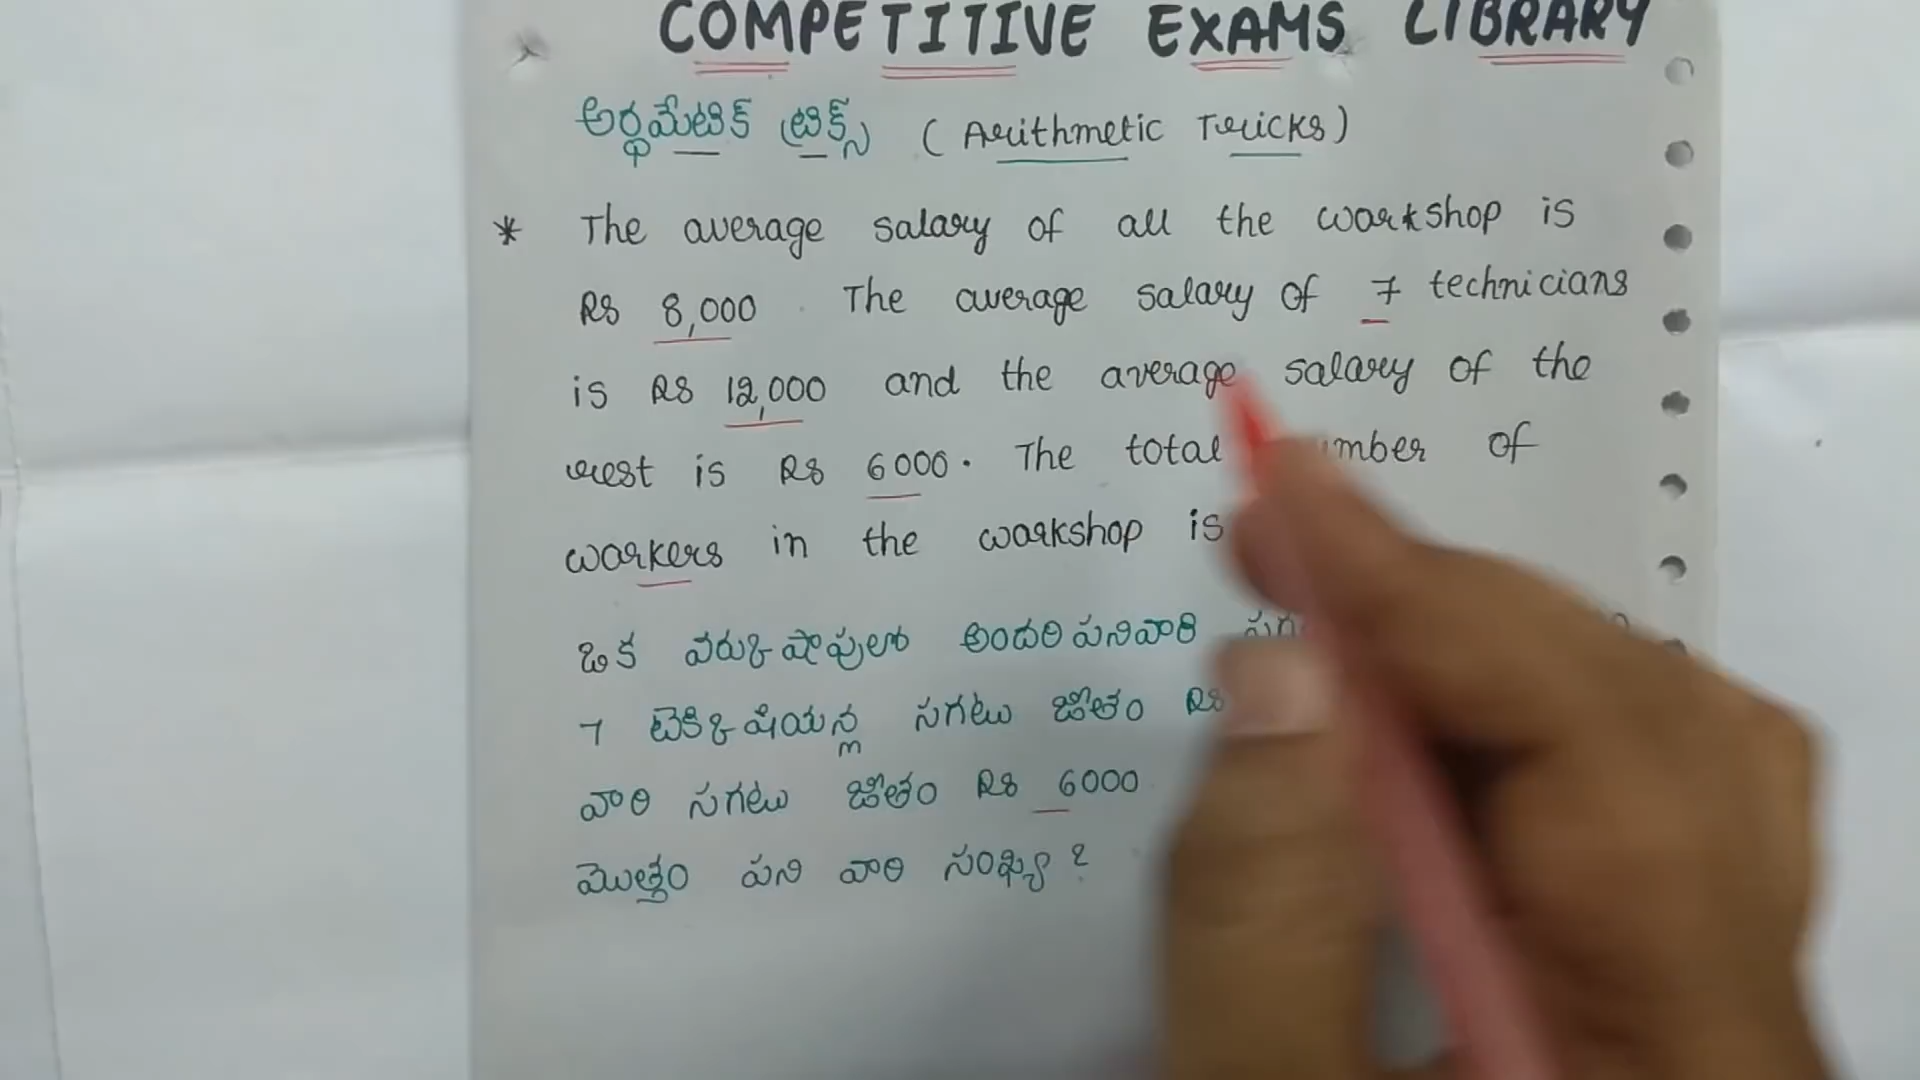 COMPETITIVE EXAMS LIBRARY
అర్థమేటిక్ ట్రిక్స్ (Arithmetic Tricks)
* The average salary of all the workshop is
Rs 8,000 . The average salary of 7 technicians
is Rs 12,000 and the average salary of the
rest is Rs 6000. The total of
workers in the workshop is
ఒక వరుక్షాపులో అందరి పనివారి
7 టెక్నిషియన్ల సగటు జీతం Rs
వారి సగటు జీతం Rs 6000
మొత్తం పని వారి సంఖ్య ?